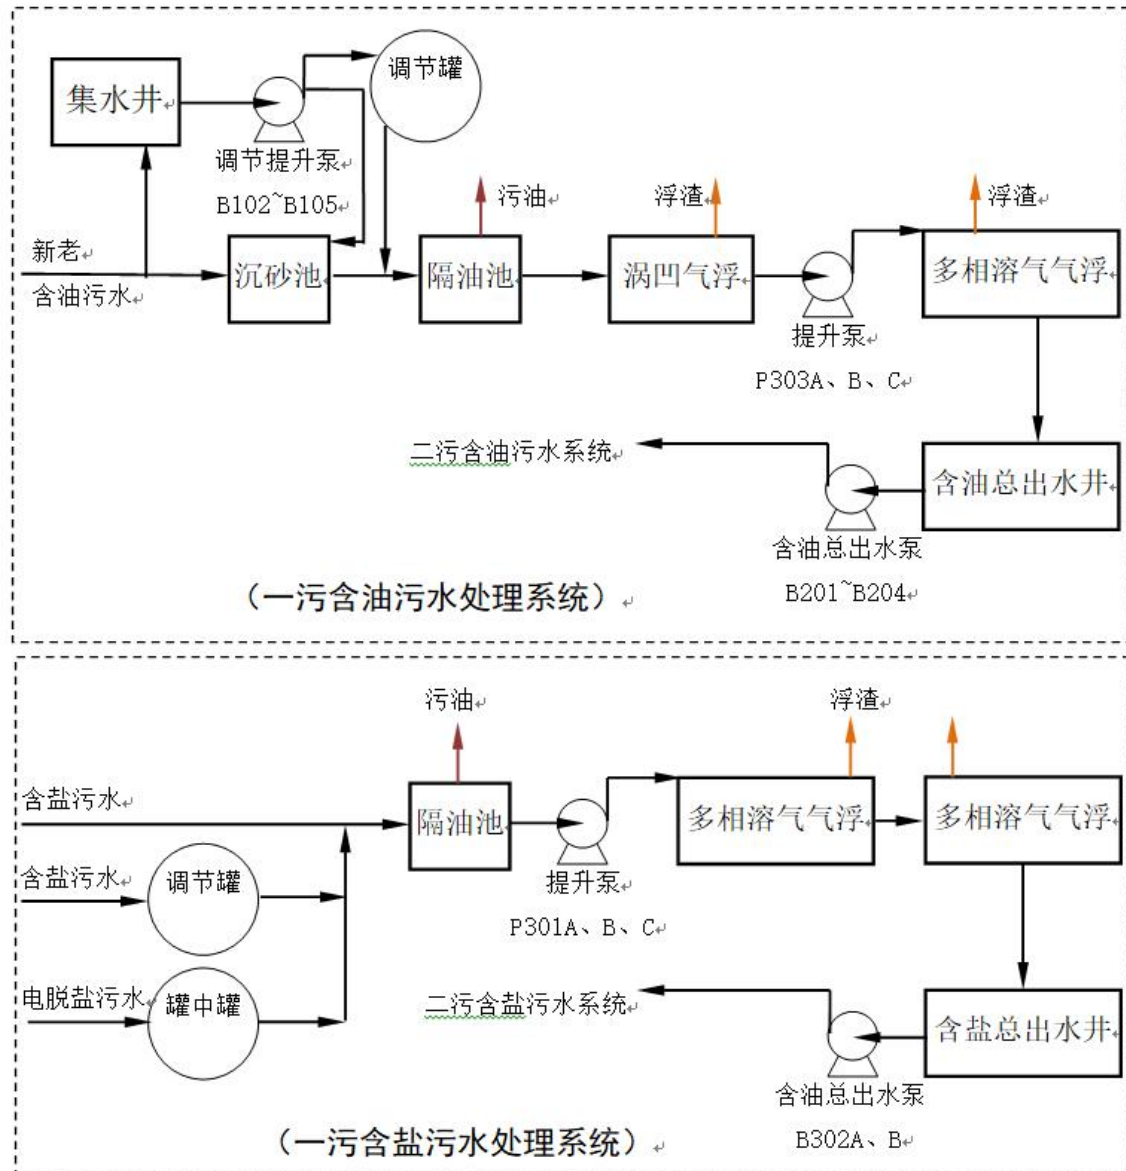 集水井
调节罐
调节提升泵
B102~B105
新老
含油污水
沉砂池
隔油池
污油
涡凹气浮
浮渣
提升泵
P303A、B、C
多相溶气气浮
浮渣
含油总出水井
含油总出水泵
B201~B204
二污含油污水系统
（一污含油污水处理系统）
含盐污水
含盐污水
调节罐
电脱盐污水
罐中罐
污油
隔油池
提升泵
P301A、B、C
浮渣
多相溶气气浮
多相溶气气浮
含盐总出水井
含油总出水泵
B302A、B
二污含盐污水系统
（一污含盐污水处理系统）